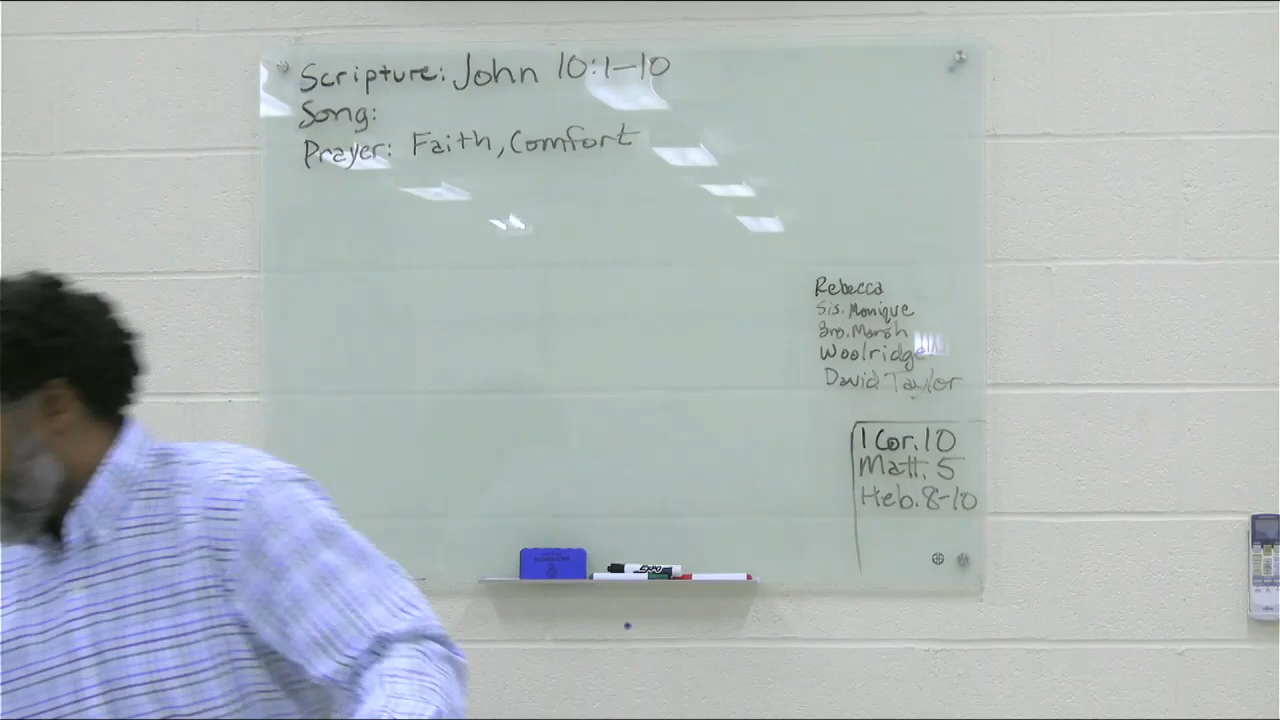 Scripture: John 10:1-10
Song:
Prayer: Faith, Comfort
Rebecca
Sis. Monique
Bro. Marsh
Woolridge
David Taylor
1 Cor. 10
Matt. 5
Heb. 8-10
EXPO